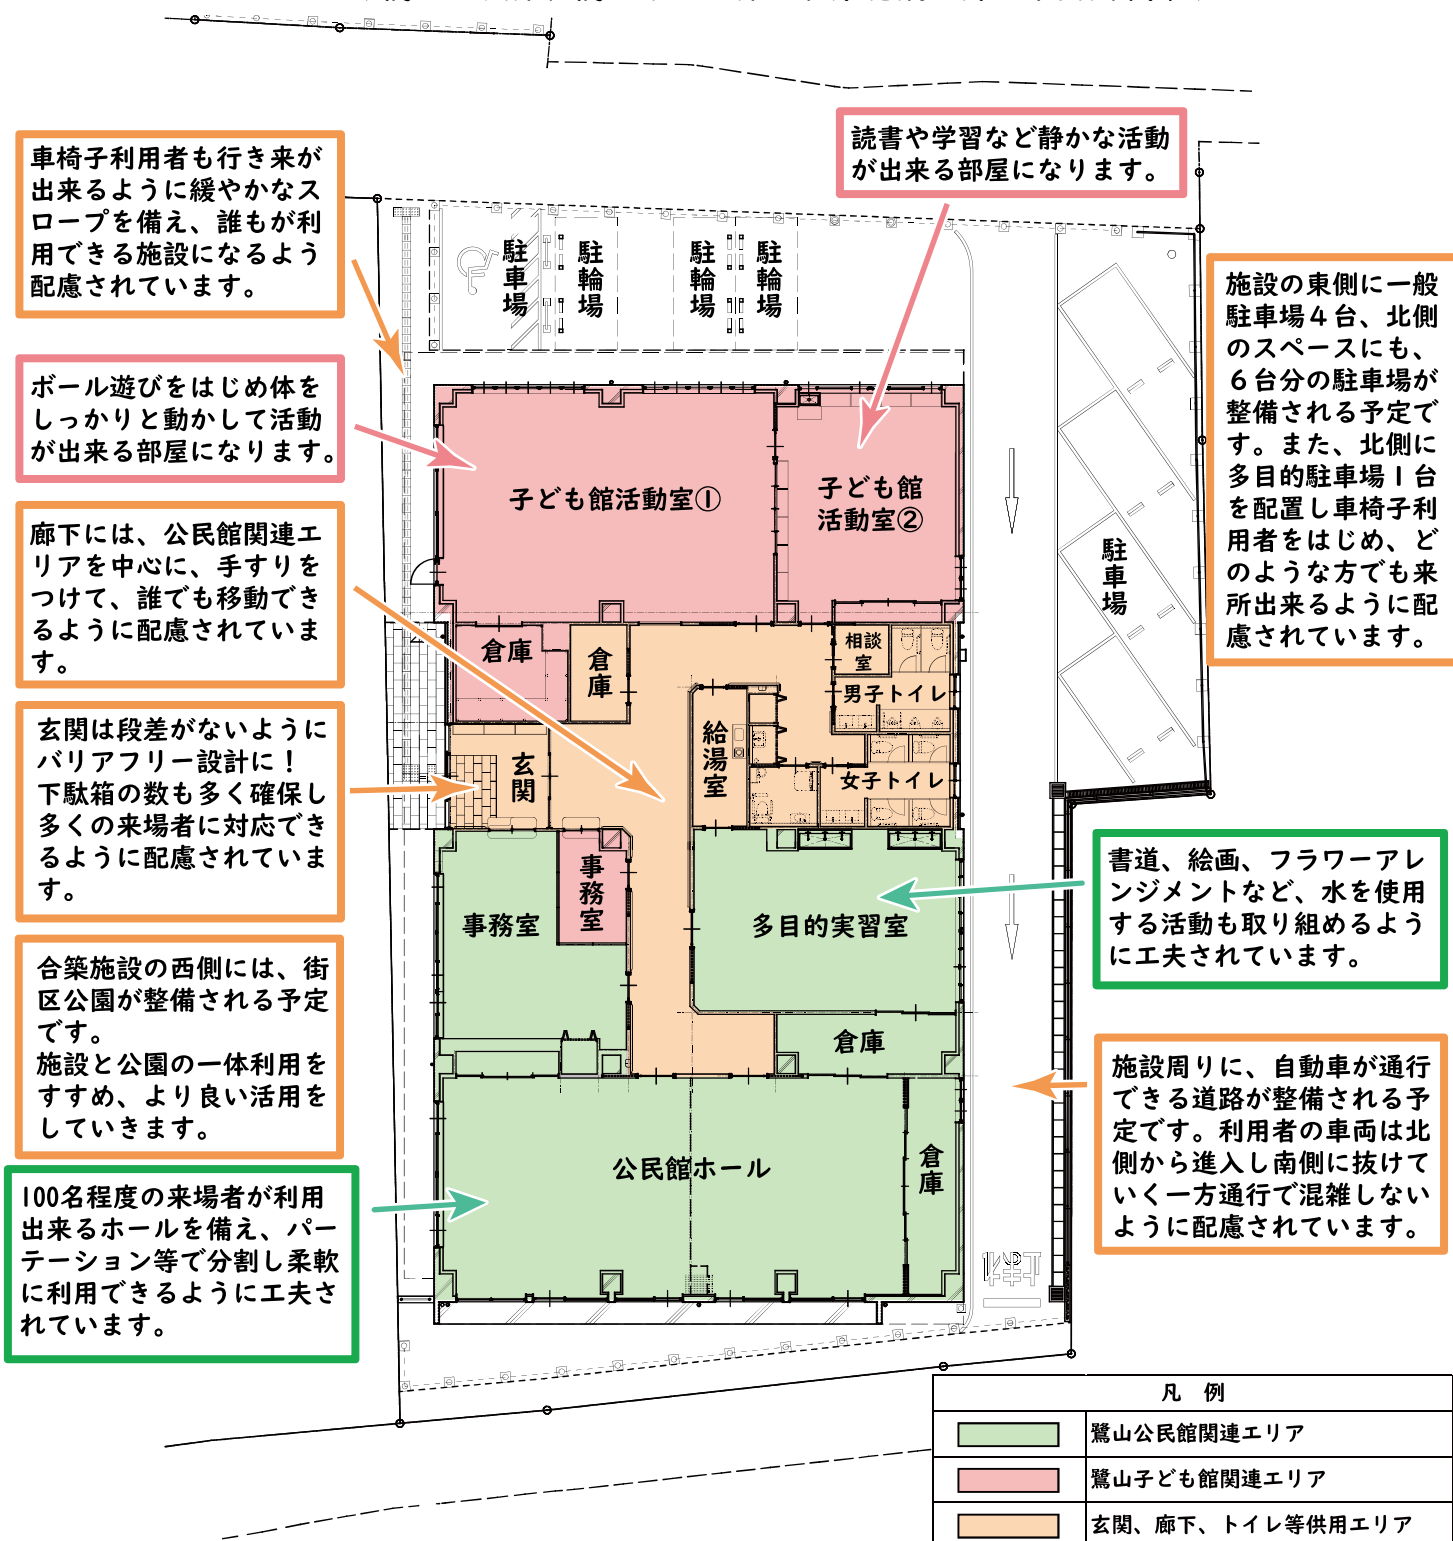 車椅子利用者も行き来が
出来るように緩やかなス
ロープを備え、誰もが利
用できる施設になるよう
配慮されています。
読書や学習など静かな活動
が出来る部屋になります。
駐車場
駐輪場
駐輪場
駐輪場
施設の東側に一般
駐車場4台、北側
のスペースにも、
6台分の駐車場が
整備される予定で
す。また、北側に
多目的駐車場1台
を配置し車椅子利
用者をはじめ、ど
のような方でも来
所出来るように配
慮されています。
ボール遊びをはじめ体を
しっかりと動かして活動
が出来る部屋になります。
子ども館活動室①
子ども館
活動室②
駐車場
廊下には、公民館関連エ
リアを中心に、手すりを
つけて、誰でも移動でき
るように配慮されていま
す。
倉庫
倉庫
相談
室
男子トイレ
給湯室
女子トイレ
玄関
玄関は段差がないように
バリアフリー設計に!
下駄箱の数も多く確保し
多くの来場者に対応でき
るように配慮されていま
す。
事務室
事務室
多目的実習室
書道、絵画、フラワーアレ
ンジメントなど、水を使用
する活動も取り組めるよう
に工夫されています。
合築施設の西側には、街
区公園が整備される予定
です。
施設と公園の一体利用を
すすめ、より良い活用を
していきます。
倉庫
施設周りに、自動車が通行
できる道路が整備される予
定です。利用者の車両は北
側から進入し南側に抜けて
いく一方通行で混雑しない
ように配慮されています。
公民館ホール
倉庫
100名程度の来場者が利用
出来るホールを備え、パー
テーション等で分割し柔軟
に利用できるように工夫さ
れています。
止まれ
凡 例
鷺山公民館関連エリア
鷺山子ども館関連エリア
玄関、廊下、トイレ等供用エリア